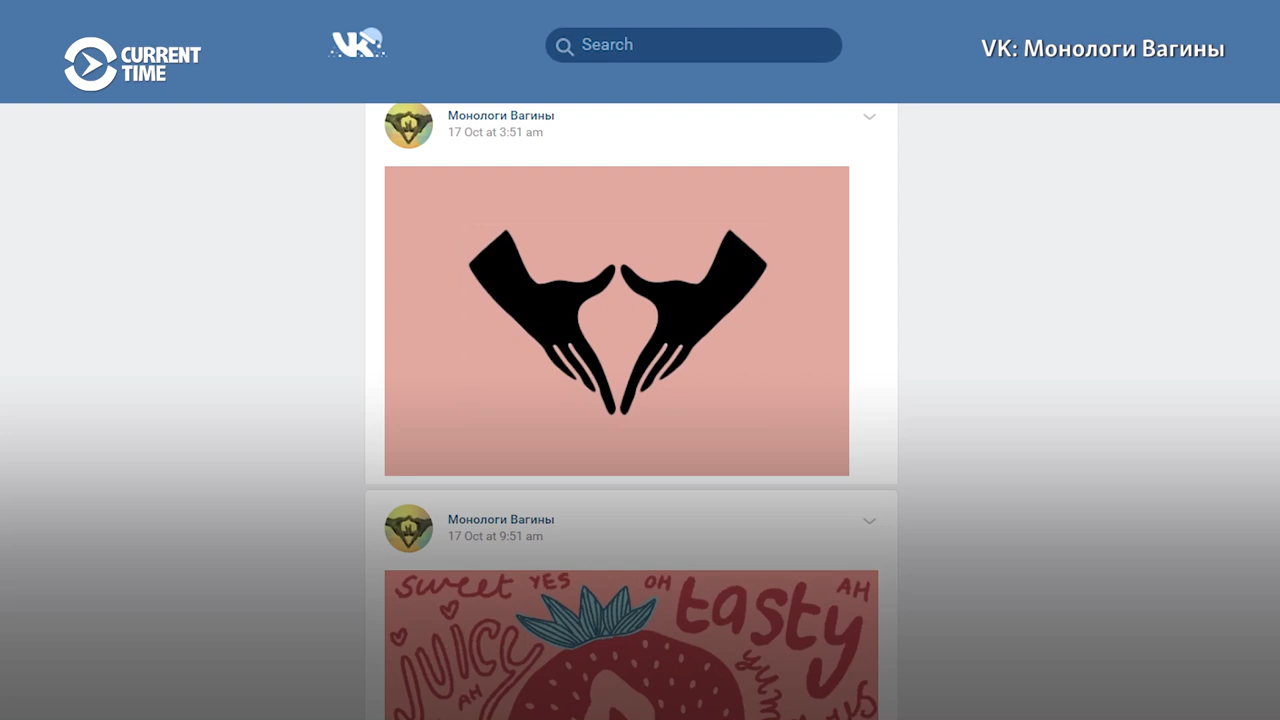 CURRENT
TIME
VK
Search
VK: Монологи Вагины
Монологи Вагины
17 Oct at 3:51 am
Монологи Вагины
17 Oct at 9:51 am
sweet YES OH tasty AH
juicy
AH